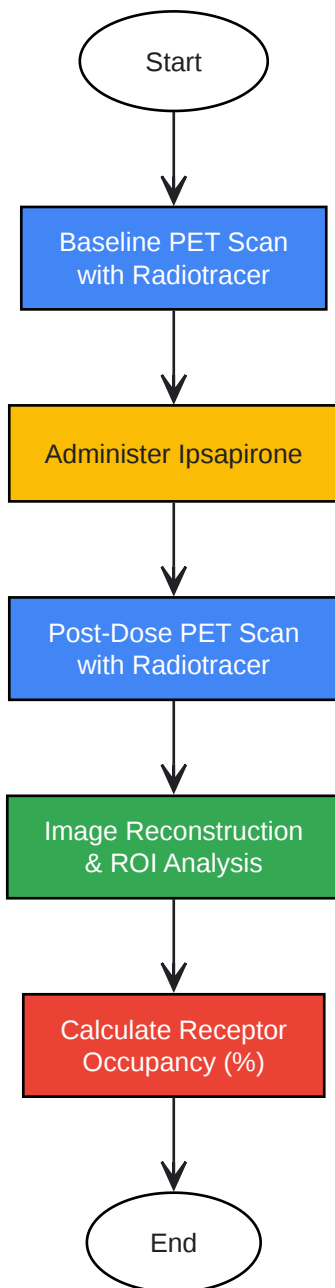 Start
Baseline PET Scan
with Radiotracer
Administer Ipsapirone
Post-Dose PET Scan
with Radiotracer
Image Reconstruction
& ROI Analysis
Calculate Receptor
Occupancy (%)
End